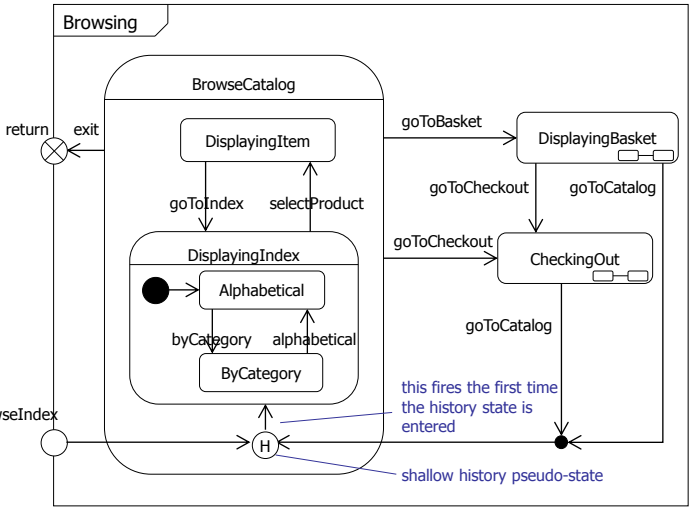 Browsing
BrowseCatalog
return
exit
DisplayingItem
goToBasket
DisplayingBasket
goToIndex
selectProduct
goToCheckout
goToCatalog
goToCheckout
DisplayingIndex
CheckingOut
Alphabetical
byCategory
alphabetical
goToCatalog
ByCategory
this fires the first time
the history state is
entered
wseIndex
H
shallow history pseudo-state